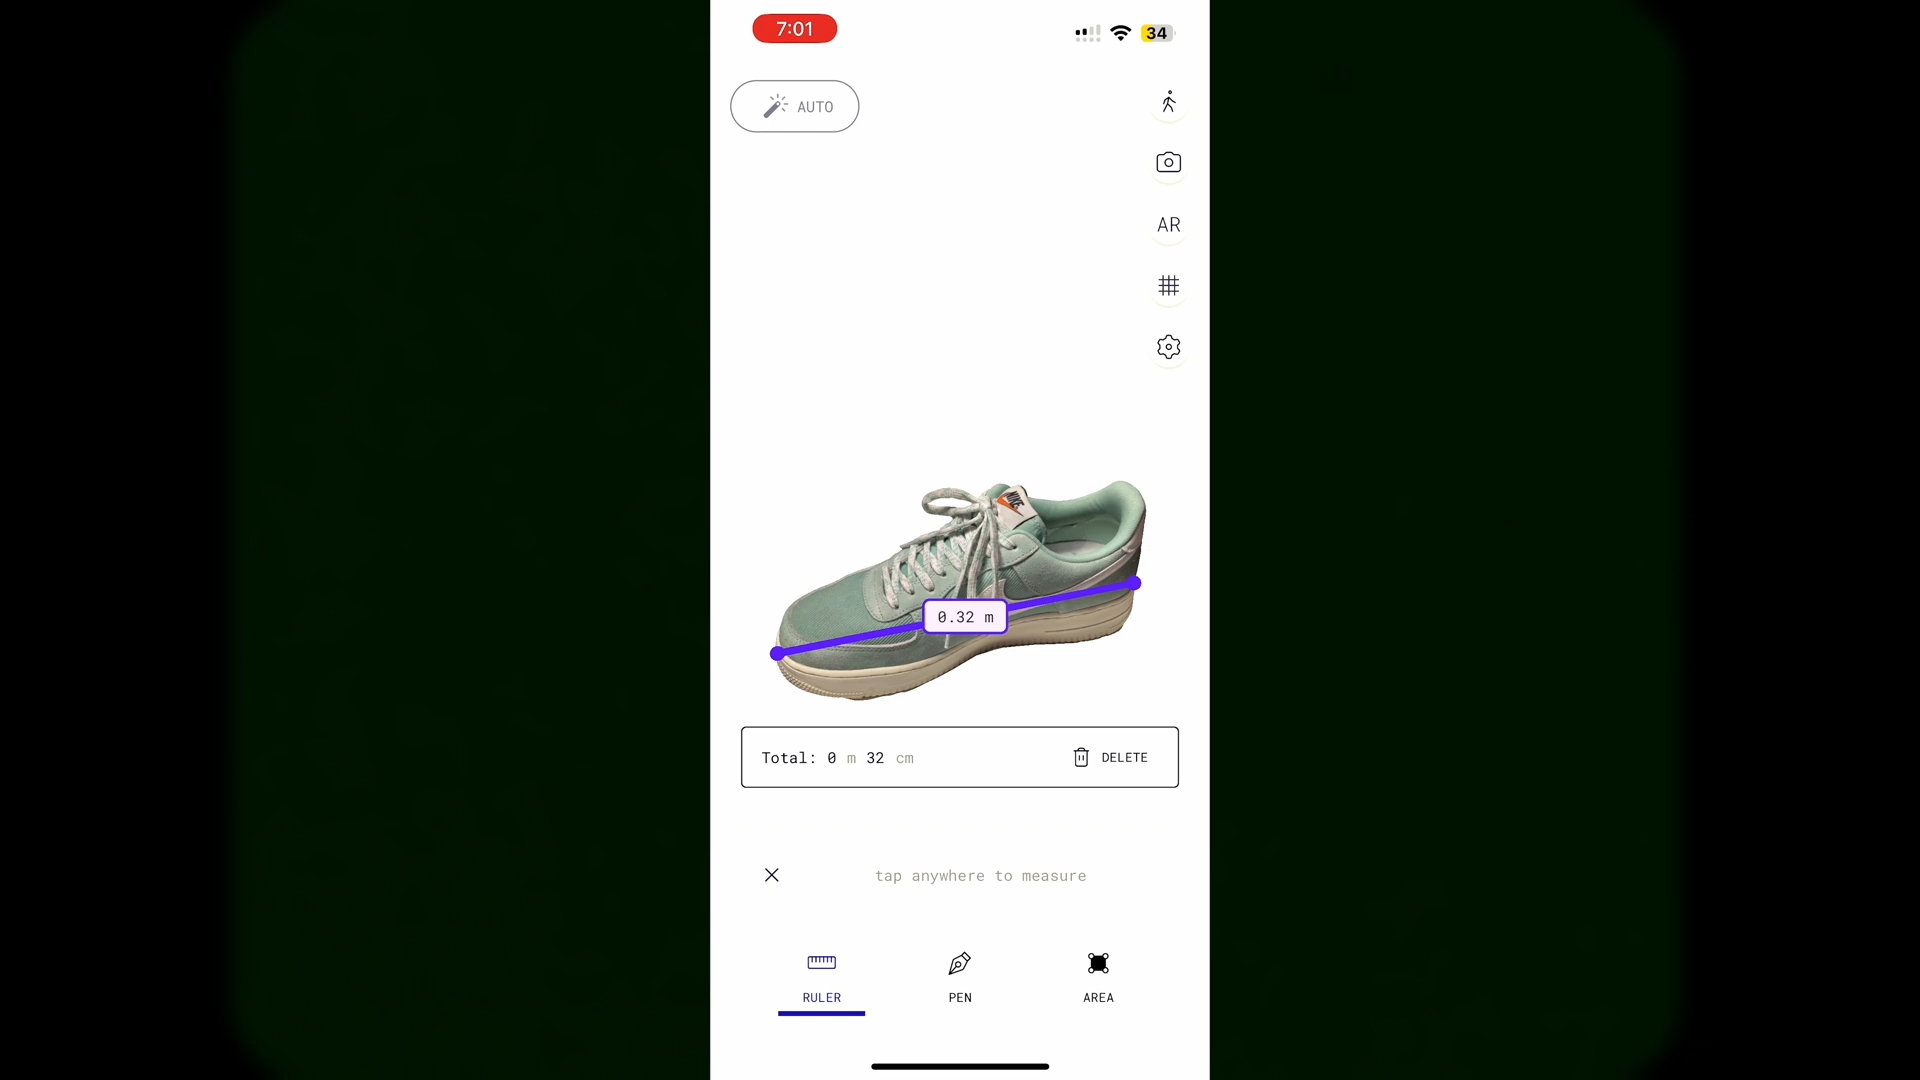 7:01
34
AUTO
AR
NIKE
0.32 m
Total: 0 m 32 cm
DELETE
tap anywhere to measure
RULER
PEN
AREA